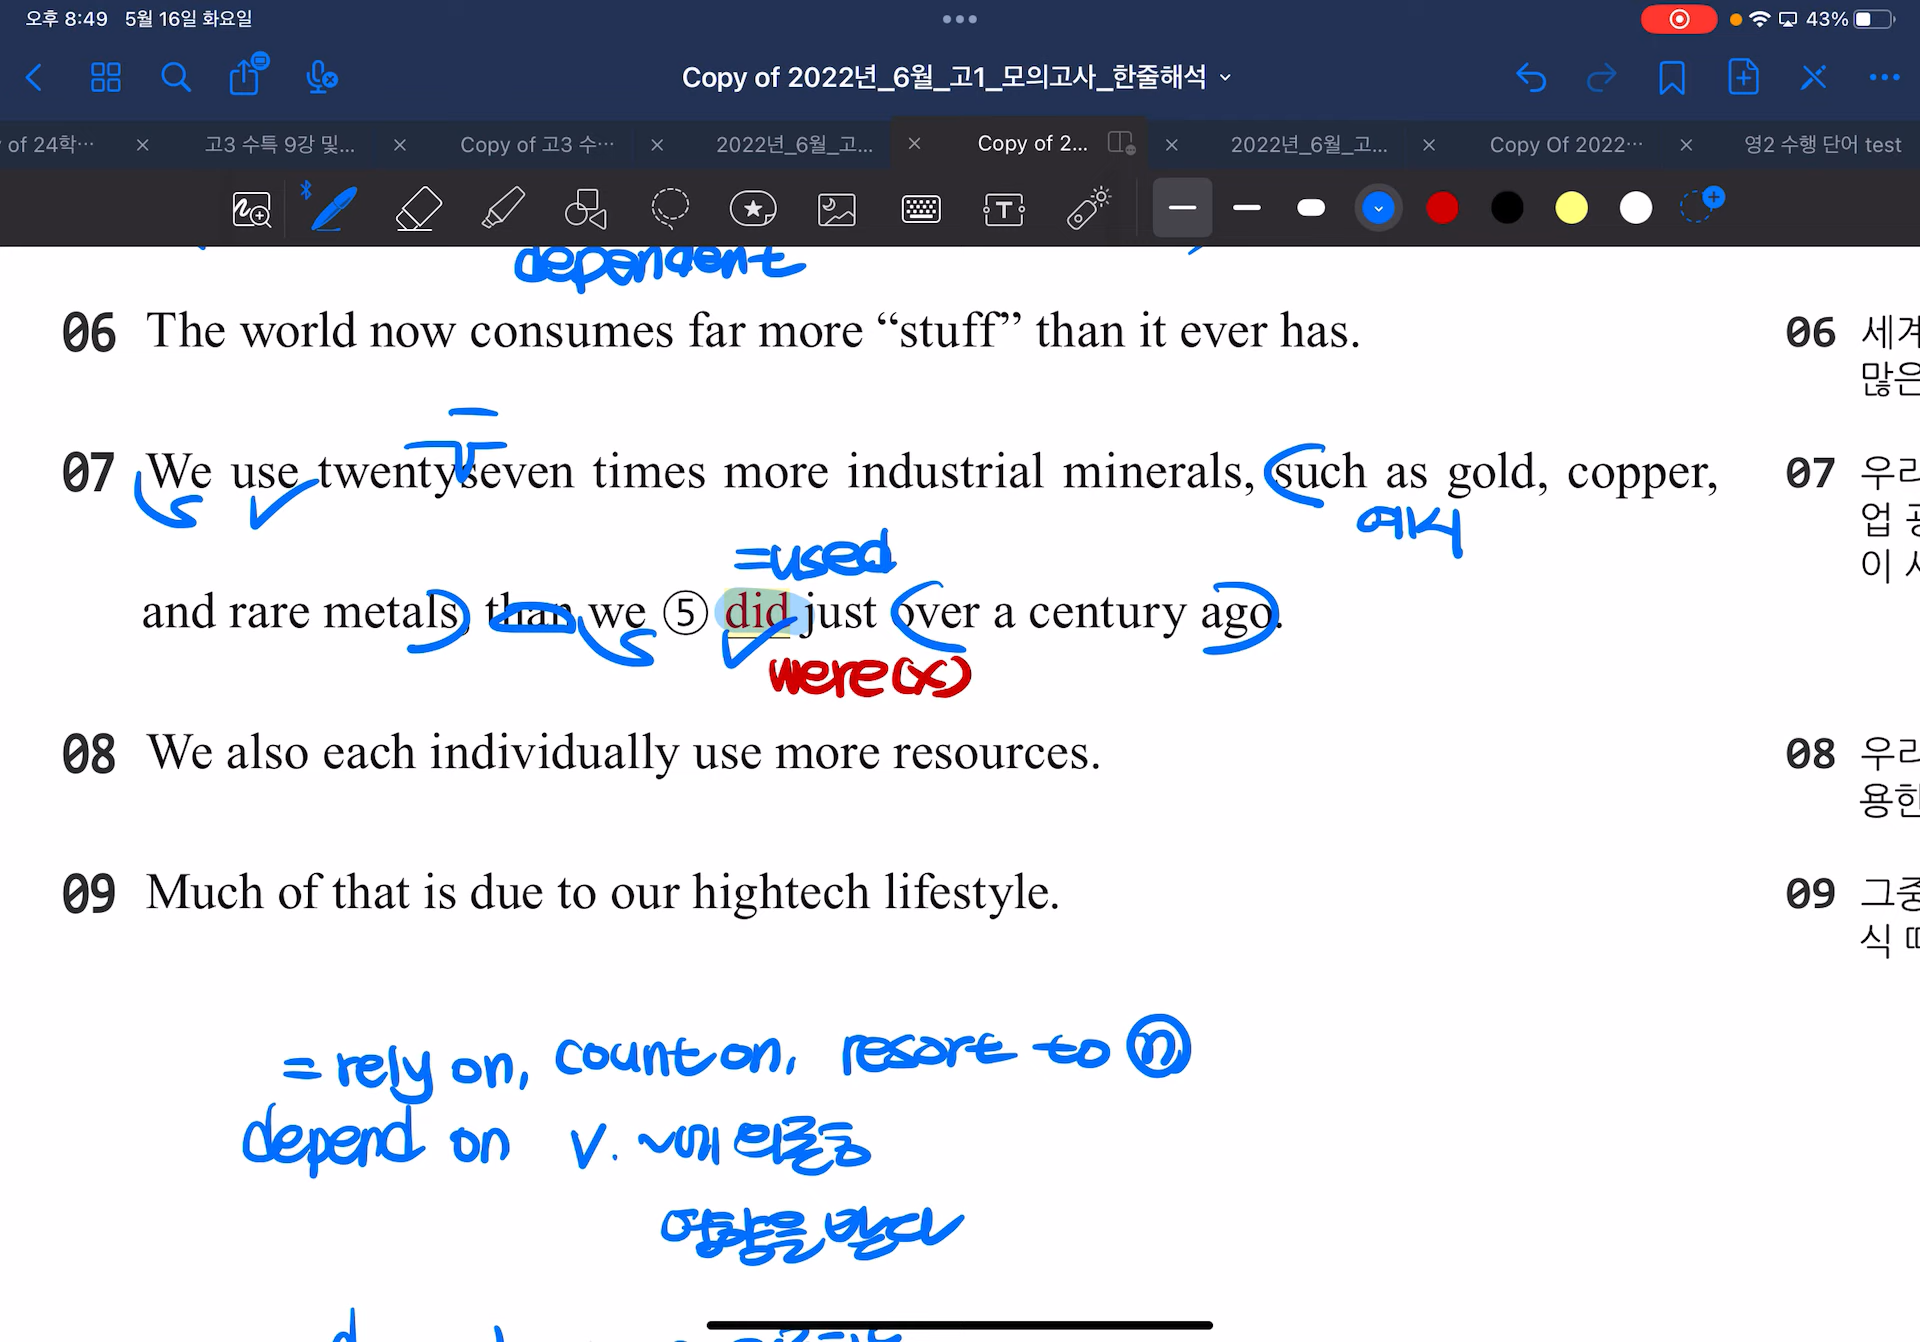 오후 8:49 5월 16일 화요일
43%
Copy of 2022년_6월_고1_모의고사_한줄해석
of 24학…
고3 수특 9강 및...
Copy of 고3 수…
2022년_6월_고...
Copy of 2...
2022년_6월_고...
Copy Of 2022…
영2 수행 단어 test
dependent
06 The world now consumes far more “stuff” than it ever has.
06 세계
많은
07 We use twentyseven times more industrial minerals, such as gold, copper,
07 우리
예시
업
=used
이
and rare metals, than we ⑤ did just over a century ago.
were(x)
08 We also each individually use more resources.
08 우리
용한
09 Much of that is due to our hightech lifestyle.
09 그중
식
= rely on, count on, resort to ⓝ
depend on v. ~에 의존
영향을 받다